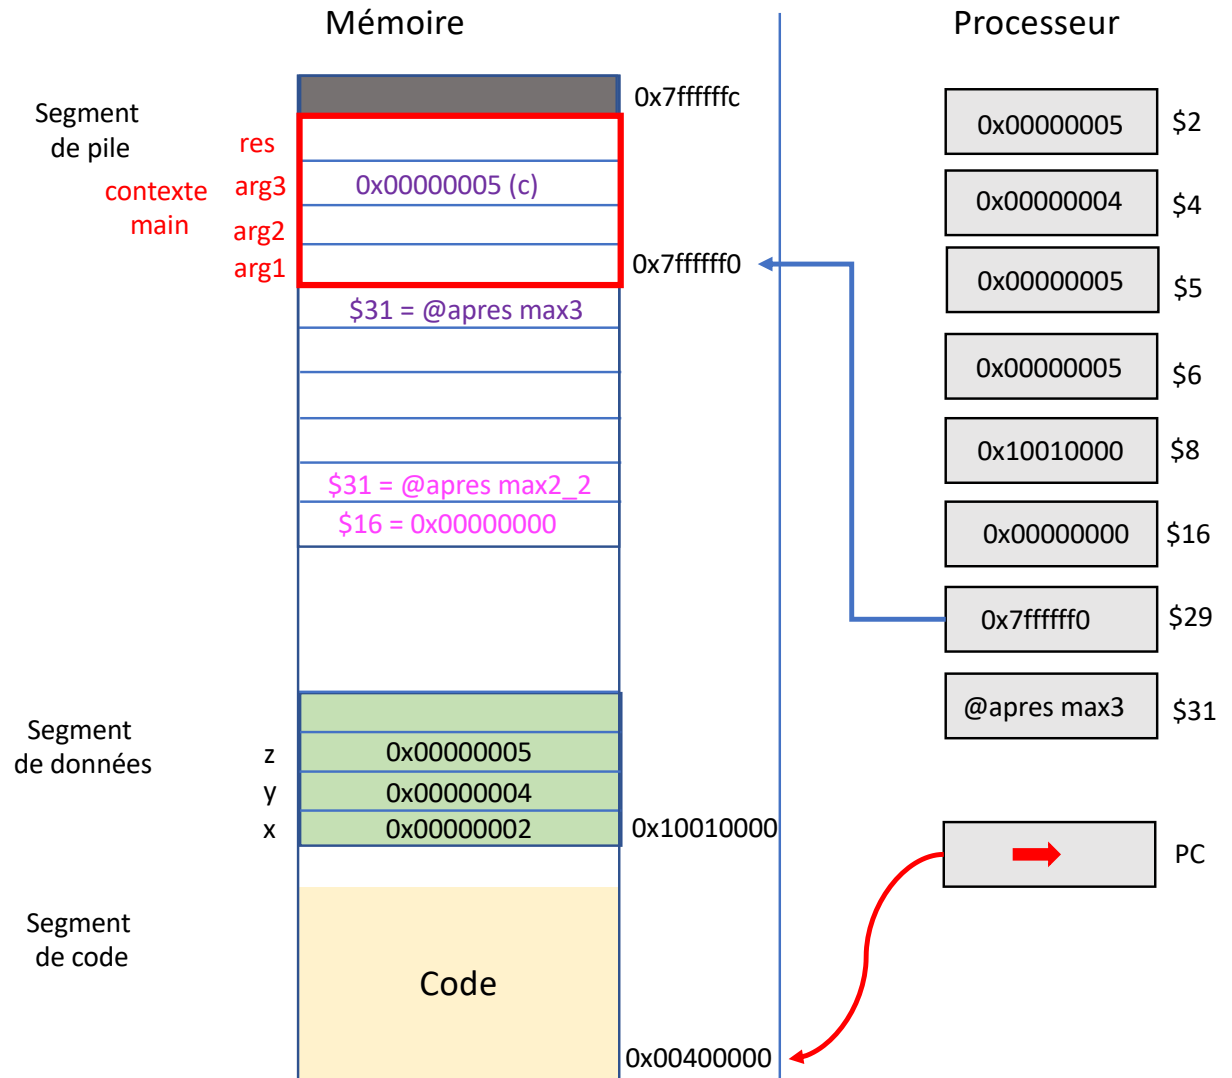 Mémoire
Processeur
0x7ffffffc
Segment
de pile
res
contexte
main
arg3
0x00000005 (c)
arg2
arg1
0x7ffffff0
$31 = @apres max3
$31 = @apres max2_2
$16 = 0x00000000
0x00000005 $2
0x00000004 $4
0x00000005 $5
0x00000005 $6
0x10010000 $8
0x00000000 $16
0x7ffffff0 $29
@apres max3 $31
Segment
de données
z 0x00000005
y 0x00000004
x 0x00000002 0x10010000
PC
Segment
de code
Code
0x00400000